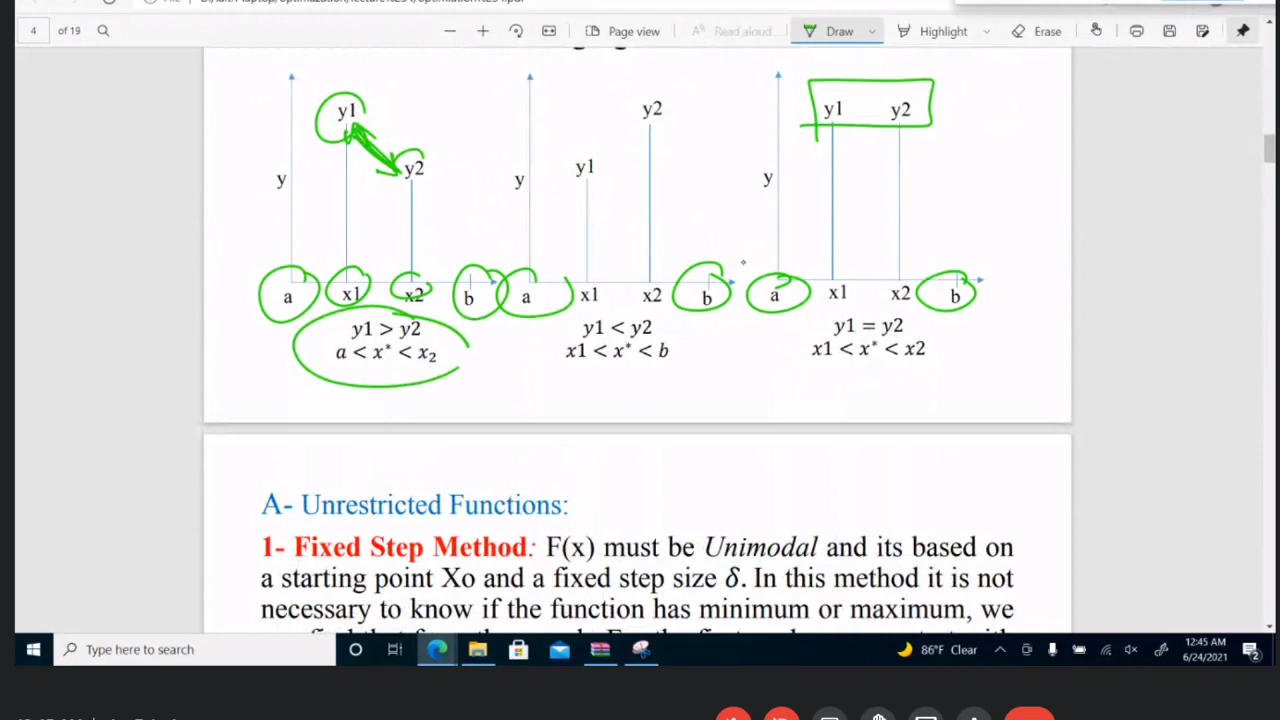 4 of 19
Page view
Read aloud
Draw
Highlight
Erase
y1 y2 y
a x1 x2 b
y1 > y2
a < x* < x₂
y2 y1 y
a x1 x2 b
y1 < y2
x1 < x* < b
y1 y2 y
a x1 x2 b
y1 = y2
x1 < x* < x2
A- Unrestricted Functions:
1- Fixed Step Method: F(x) must be Unimodal and its based on
a starting point Xo and a fixed step size δ. In this method it is not
necessary to know if the function has minimum or maximum, we
Type here to search
86°F Clear
12:45 AM
6/24/2021
2